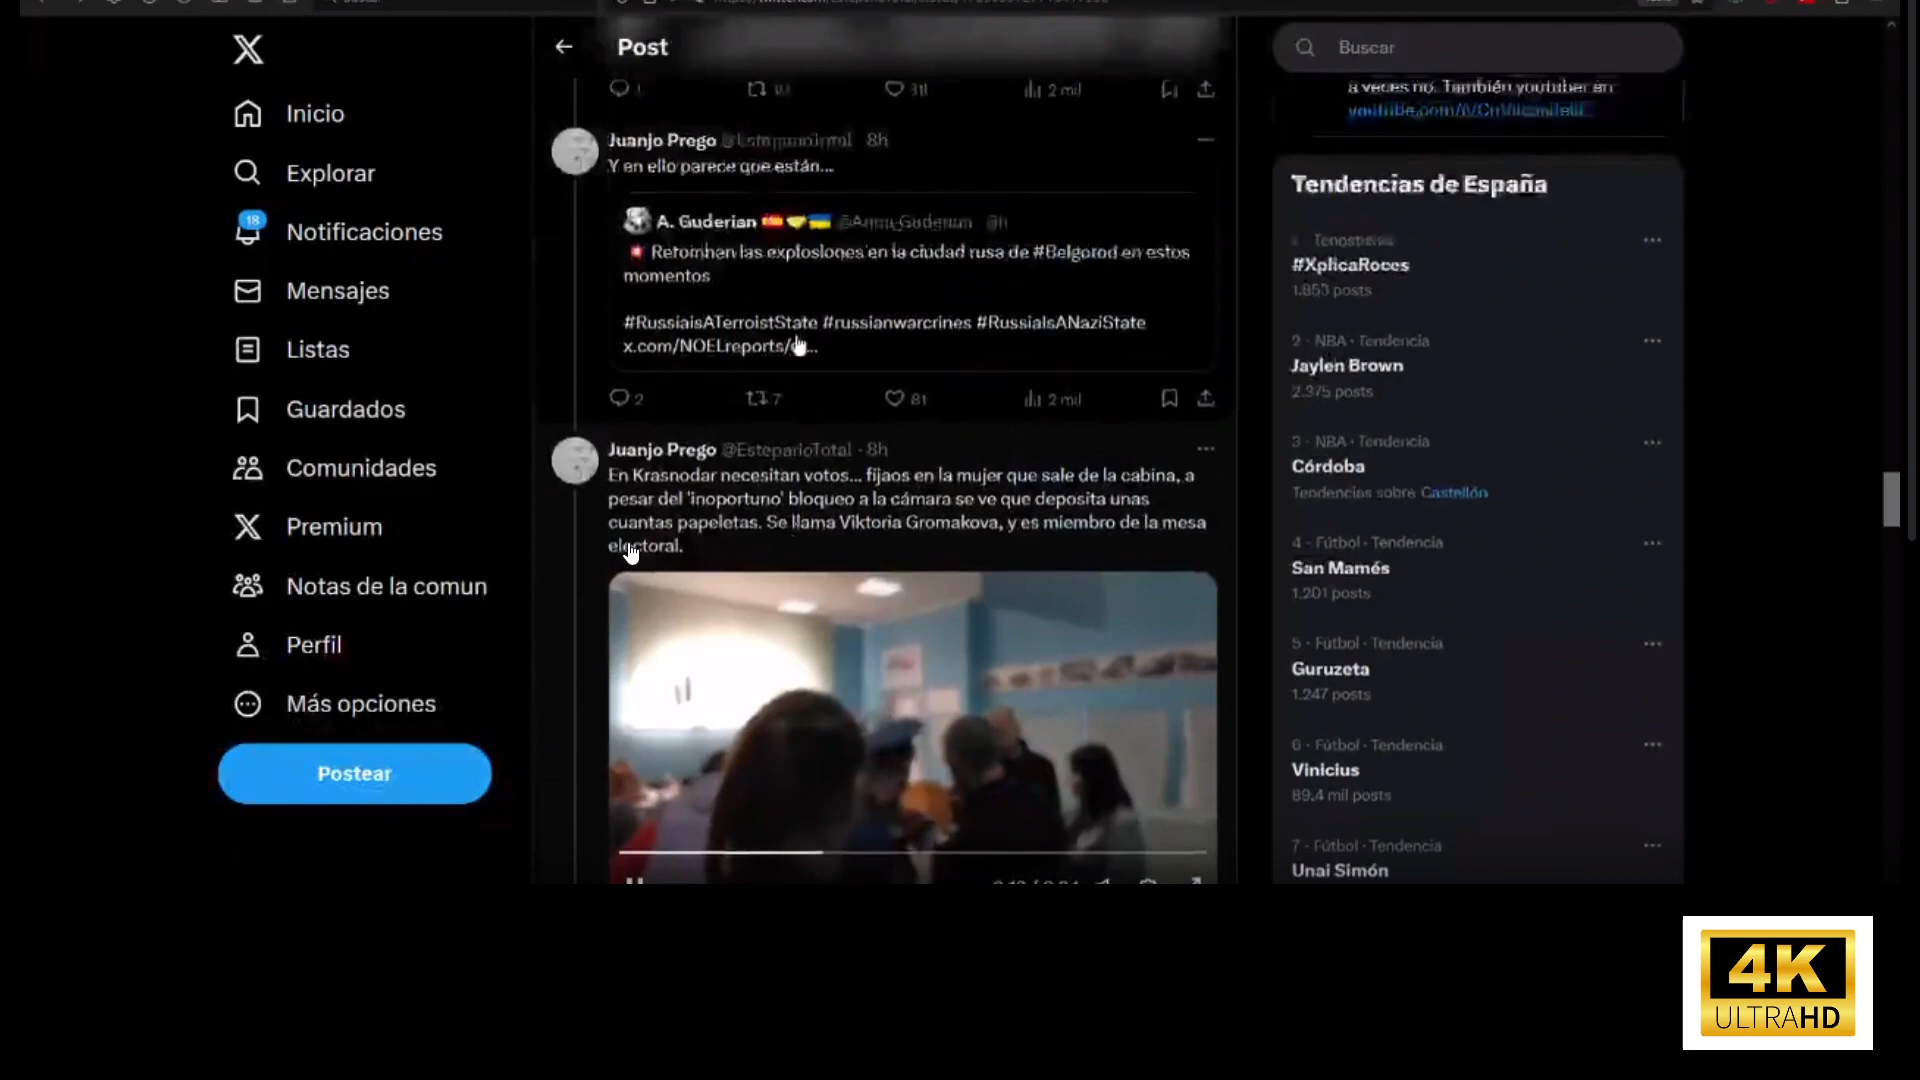 Post
Buscar
Inicio
Explorar
18
Notificaciones
Mensajes
Listas
Guardados
Comunidades
Premium
Notas de la comun
Perfil
Más opciones
Postear
2 mil
Juanjo Prego 8h
Y en ello parece que están...
A. Guderian
las en la ciudad rusa de #Belgorod en estos
momentos
#RussiaisATerroistState #russianwarcrines #RussiaIsANaziState
x.com/NOELreports/
2 7 81 2 mil
Juanjo Prego @EsteparioTotal · 8h
En Krasnodar necesitan votos... fijaos en la mujer que sale de la cabina, a
pesar del 'inoportuno' bloqueo a la cámara se ve que deposita unas
cuantas papeletas. Se llama Viktoria Gromakova, y es miembro de la mesa
electoral.
a veces no. También youtuber en
Tendencias de España
#XplicaRoces
1.853 posts
2 · NBA · Tendencia
Jaylen Brown
2.375 posts
3 · NBA · Tendencia
Córdoba
Tendencias sobre Castellón
4 · Fútbol · Tendencia
San Mamés
1.201 posts
5 · Fútbol · Tendencia
Guruzeta
1.247 posts
6 · Fútbol · Tendencia
Vinicius
89,4 mil posts
7 · Fútbol · Tendencia
Unai Simón
4K
ULTRAHD